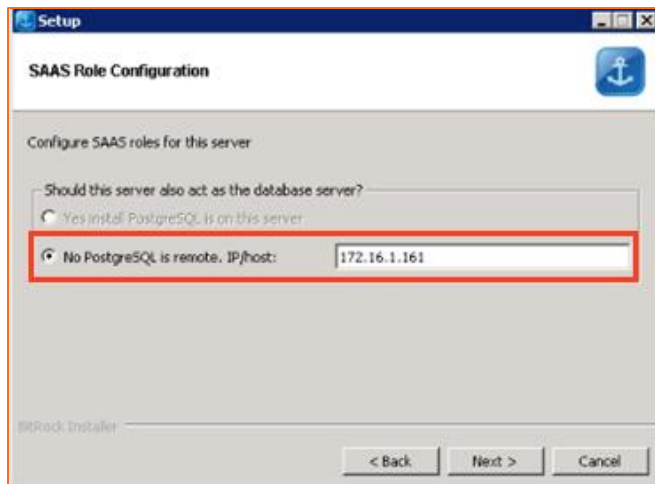 Setup
SAAS Role Configuration
Configure SAAS roles for this server
Should this server also act as the database server?
Yes install PostgreSQL is on this server
No PostgreSQL is remote. IP/host: 172.16.1.161
BitRock Installer
< Back Next > Cancel